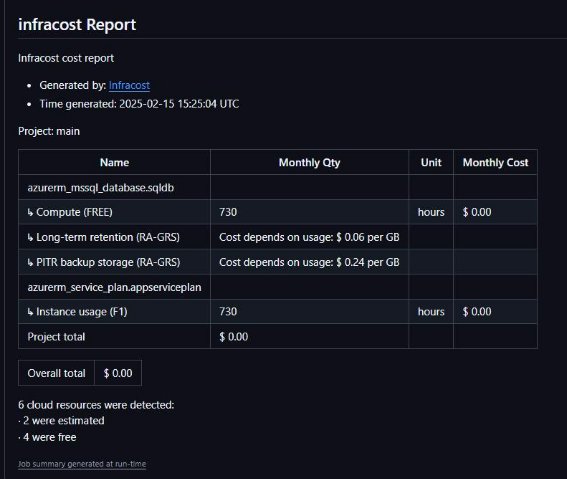 infracost Report
Infracost cost report
• Generated by: Infracost
• Time generated: 2025-02-15 15:25:04 UTC
Project: main
Name Monthly Qty Unit Monthly Cost
azurerm_mssql_database.sqldb
↳ Compute (FREE) 730 hours $ 0.00
↳ Long-term retention (RA-GRS) Cost depends on usage: $ 0.06 per GB
↳ PITR backup storage (RA-GRS) Cost depends on usage: $ 0.24 per GB
azurerm_service_plan.appserviceplan
↳ Instance usage (F1) 730 hours $ 0.00
Project total $ 0.00
Overall total $ 0.00
6 cloud resources were detected:
· 2 were estimated
· 4 were free
Job summary generated at run-time